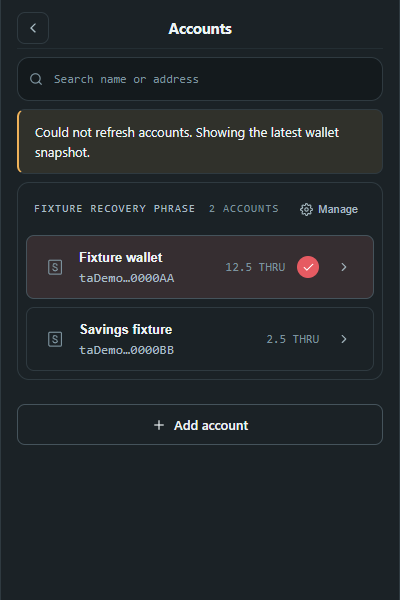 Accounts
Search name or address
Could not refresh accounts. Showing the latest wallet
snapshot.
FIXTURE RECOVERY PHRASE 2 ACCOUNTS Manage
S Fixture wallet 12.5 THRU
taDemo…0000AA
S Savings fixture 2.5 THRU
taDemo…0000BB
+ Add account